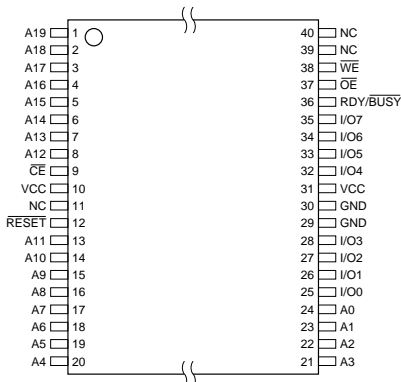 A19 1 40 NC
A18 2 39 NC
A17 3 38 WE
A16 4 37 OE
A15 5 36 RDY/BUSY
A14 6 35 I/O7
A13 7 34 I/O6
A12 8 33 I/O5
CE 9 32 I/O4
VCC 10 31 VCC
NC 11 30 GND
RESET 12 29 GND
A11 13 28 I/O3
A10 14 27 I/O2
A9 15 26 I/O1
A8 16 25 I/O0
A7 17 24 A0
A6 18 23 A1
A5 19 22 A2
A4 20 21 A3